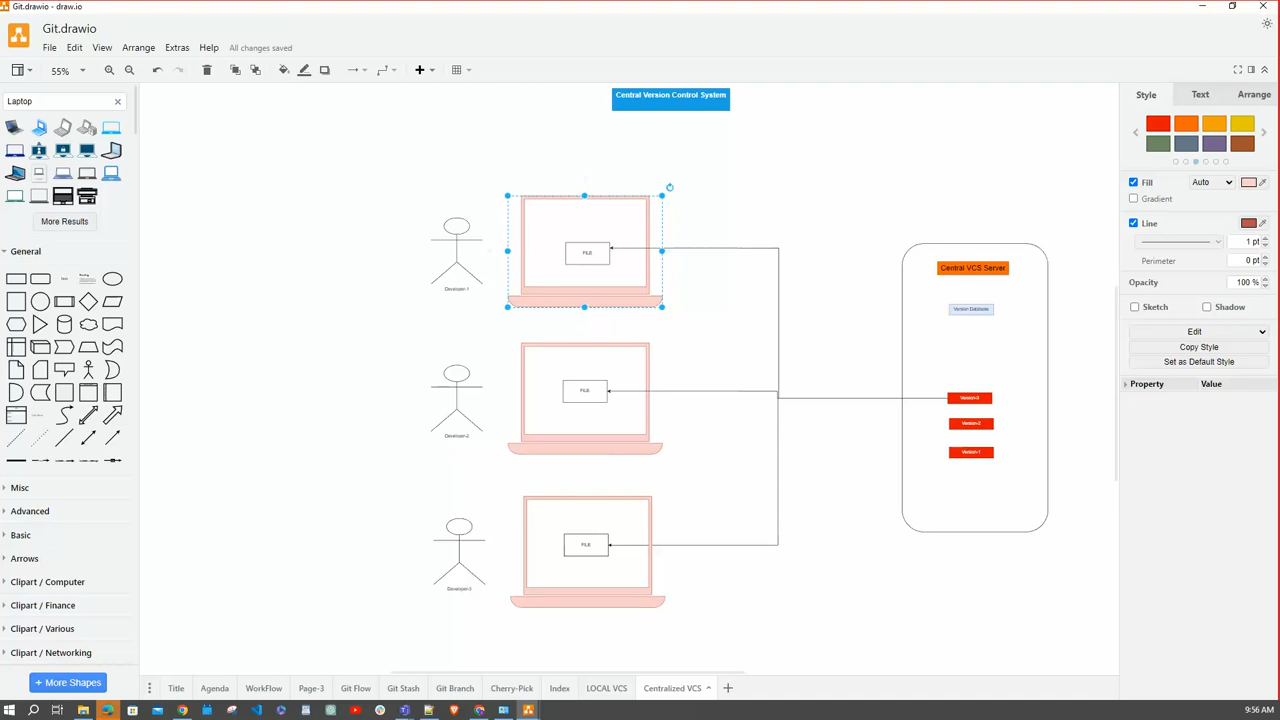 Git.drawio - draw.io
Git.drawio
File Edit View Arrange Extras Help All changes saved
55%
Laptop
More Results
General
Misc
Advanced
Basic
Arrows
Clipart / Computer
Clipart / Finance
Clipart / Various
Clipart / Networking
+ More Shapes
Central Version Control System
FILE
Developer-1
FILE
Developer-2
FILE
Developer-3
Central VCS Server
Version Database
Version-3
Version-2
Version-1
Style Text Arrange
Fill Auto
Gradient
Line
1 pt
Perimeter 0 pt
Opacity 100 %
Sketch Shadow
Edit
Copy Style
Set as Default Style
Property Value
Title Agenda WorkFlow Page-3 Git Flow Git Stash Git Branch Cherry-Pick Index LOCAL VCS Centralized VCS
9:56 AM